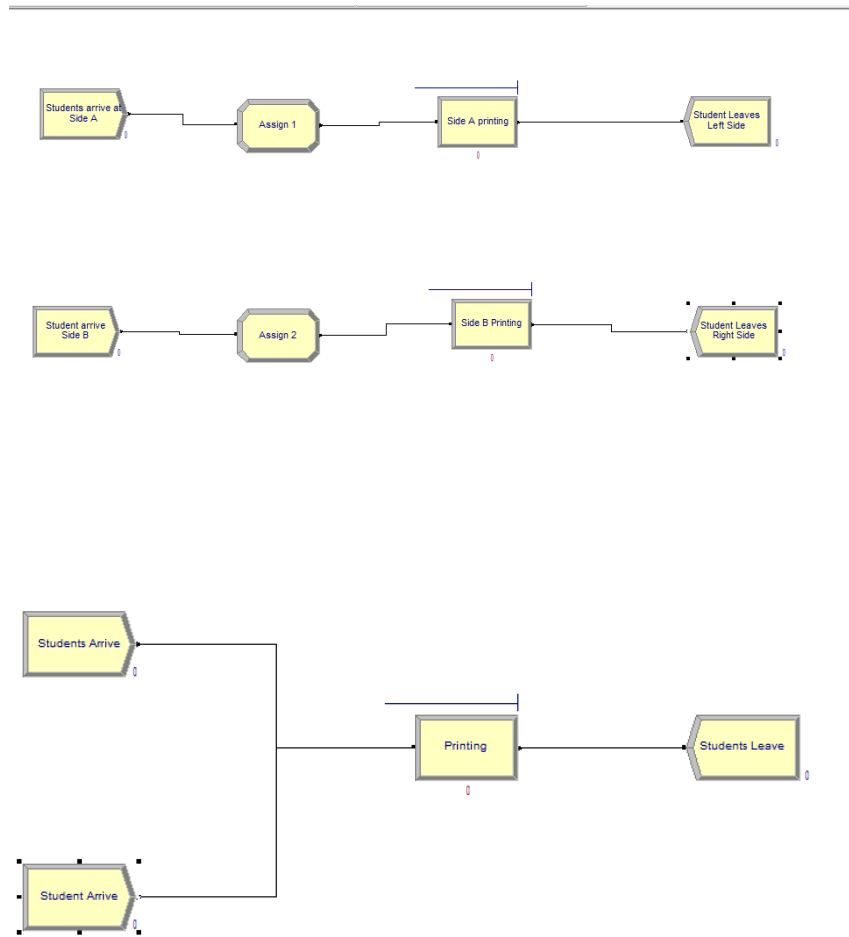 Students arrive at
Side A
0
Assign 1
Side A printing
0
Student Leaves
Left Side
0
Student arrive
Side B
0
Assign 2
Side B Printing
0
Student Leaves
Right Side
0
Students Arrive
0
Printing
0
Students Leave
0
Student Arrive
0